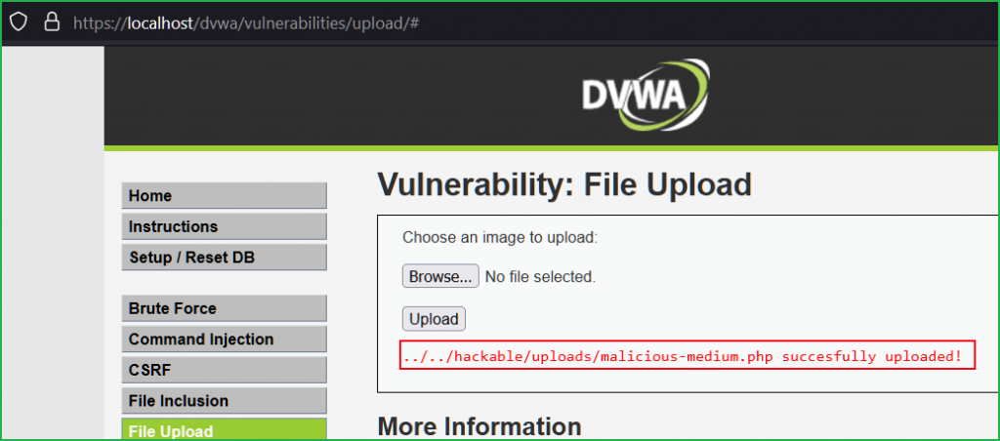 https://localhost/dvwa/vulnerabilities/upload/#
DVWA
Home
Instructions
Setup / Reset DB
Brute Force
Command Injection
CSRF
File Inclusion
File Upload
Vulnerability: File Upload
Choose an image to upload:
Browse... No file selected.
Upload
../../hackable/uploads/malicious-medium.php succesfully uploaded!
More Information